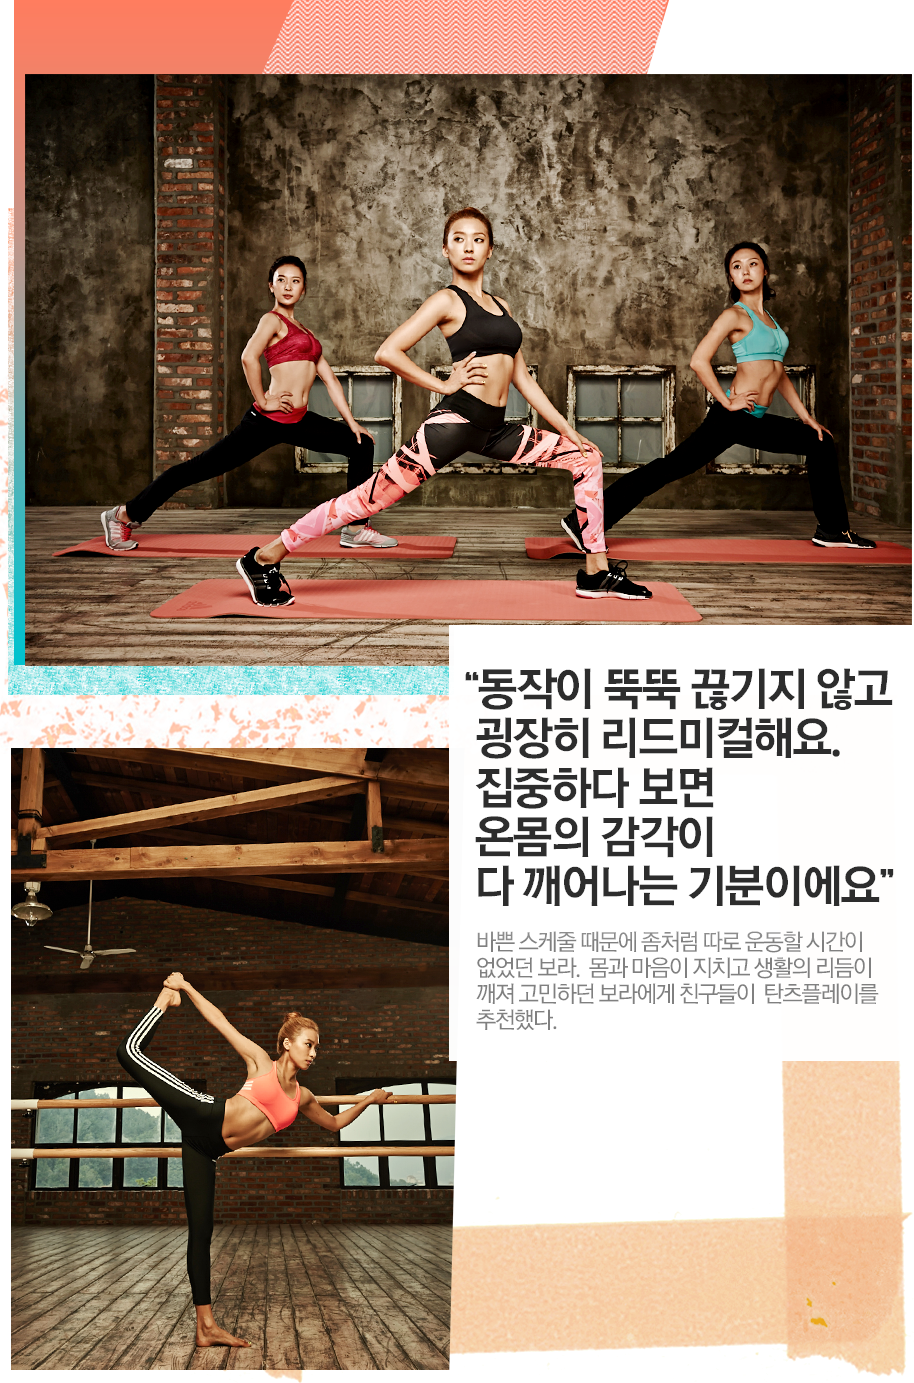 “동작이 뚝뚝 끊기지 않고
굉장히 리드미컬해요.
집중하다 보면
온몸의 감각이
다 깨어나는 기분이에요”
바쁜 스케줄 때문에 좀처럼 따로 운동할 시간이
없었던 보라. 몸과 마음이 지치고 생활의 리듬이
깨져 고민하던 보라에게 친구들이 탄츠플레이를
추천했다.